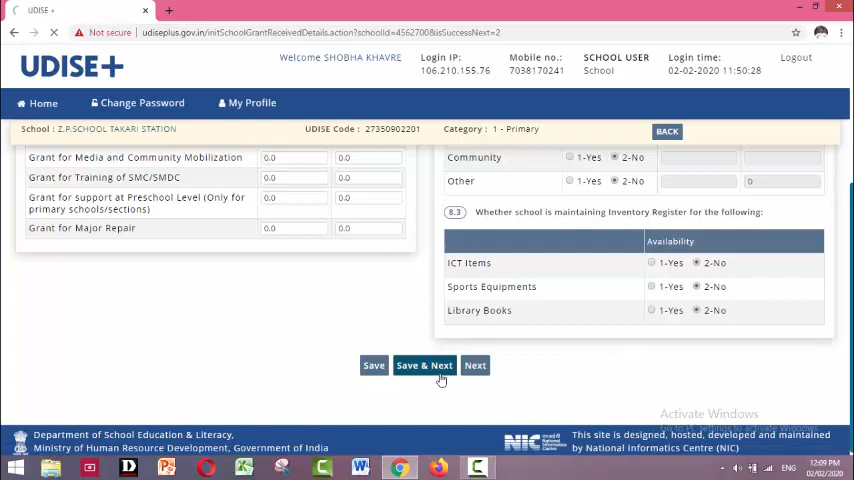 UDISE+
Not secure | udiseplus.gov.in/initSchoolGrantReceivedDetails.action?schoolId=4562700&isSuccessNext=2
UDISE+
Welcome SHOBHA KHAVRE
Login IP:
106.210.155.76
Mobile no.:
7038170241
SCHOOL USER
School
Login time:
02-02-2020 11:50:28
Logout
Home
Change Password
My Profile
School : Z.P.SCHOOL TAKARI STATION
UDISE Code : 27350902201
Category : 1 - Primary
BACK
Grant for Media and Community Mobilization 0.0 0.0
Grant for Training of SMC/SMDC 0.0 0.0
Grant for support at Preschool Level (Only for
primary schools/sections) 0.0 0.0
Grant for Major Repair 0.0 0.0
Community 1-Yes 2-No
Other 1-Yes 2-No 0
8.3 Whether school is maintaining Inventory Register for the following:
Availability
ICT Items 1-Yes 2-No
Sports Equipments 1-Yes 2-No
Library Books 1-Yes 2-No
Save
Save & Next
Next
Activate Windows
Go to PC settings to activate Windows.
Department of School Education & Literacy,
Ministry of Human Resource Development, Government of India
NIC
This site is designed, hosted, developed and maintained
by National Informatics Centre (NIC)
ENG
12:09 PM
02/02/2020